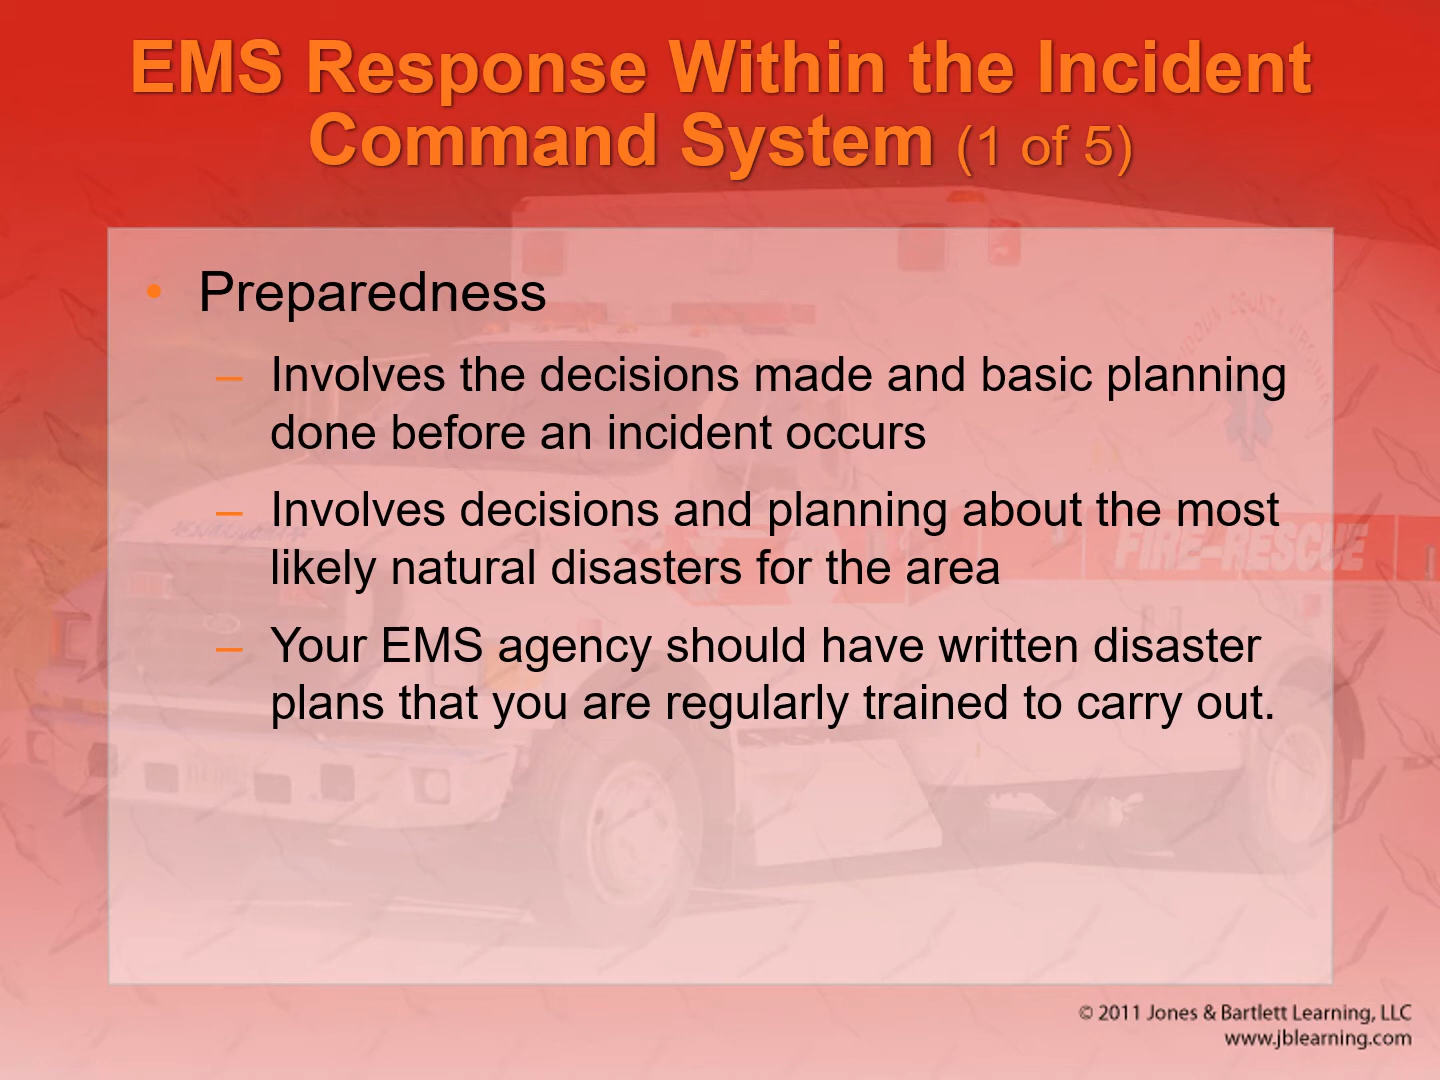 EMS Response Within the Incident
Command System (1 of 5)
• Preparedness
– Involves the decisions made and basic planning
done before an incident occurs
– Involves decisions and planning about the most
likely natural disasters for the area
– Your EMS agency should have written disaster
plans that you are regularly trained to carry out.
FIRE-RESCUE
© 2011 Jones & Bartlett Learning, LLC
www.jblearning.com